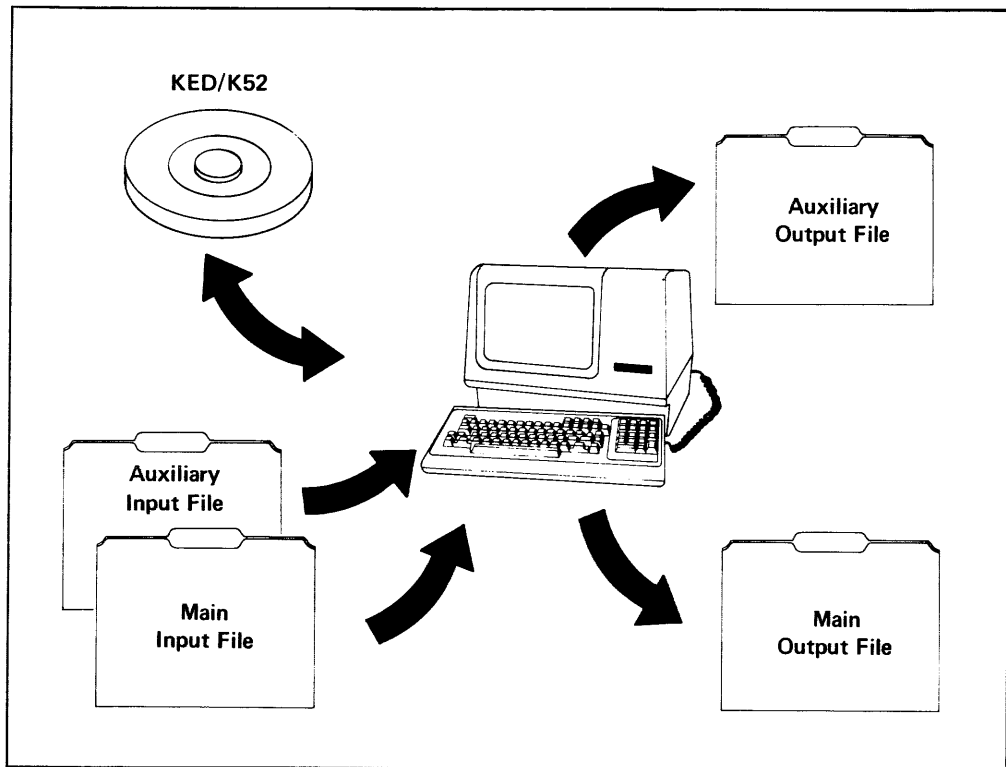 KED/K52
Auxiliary
Output File
Auxiliary
Input File
Main
Input File
Main
Output File